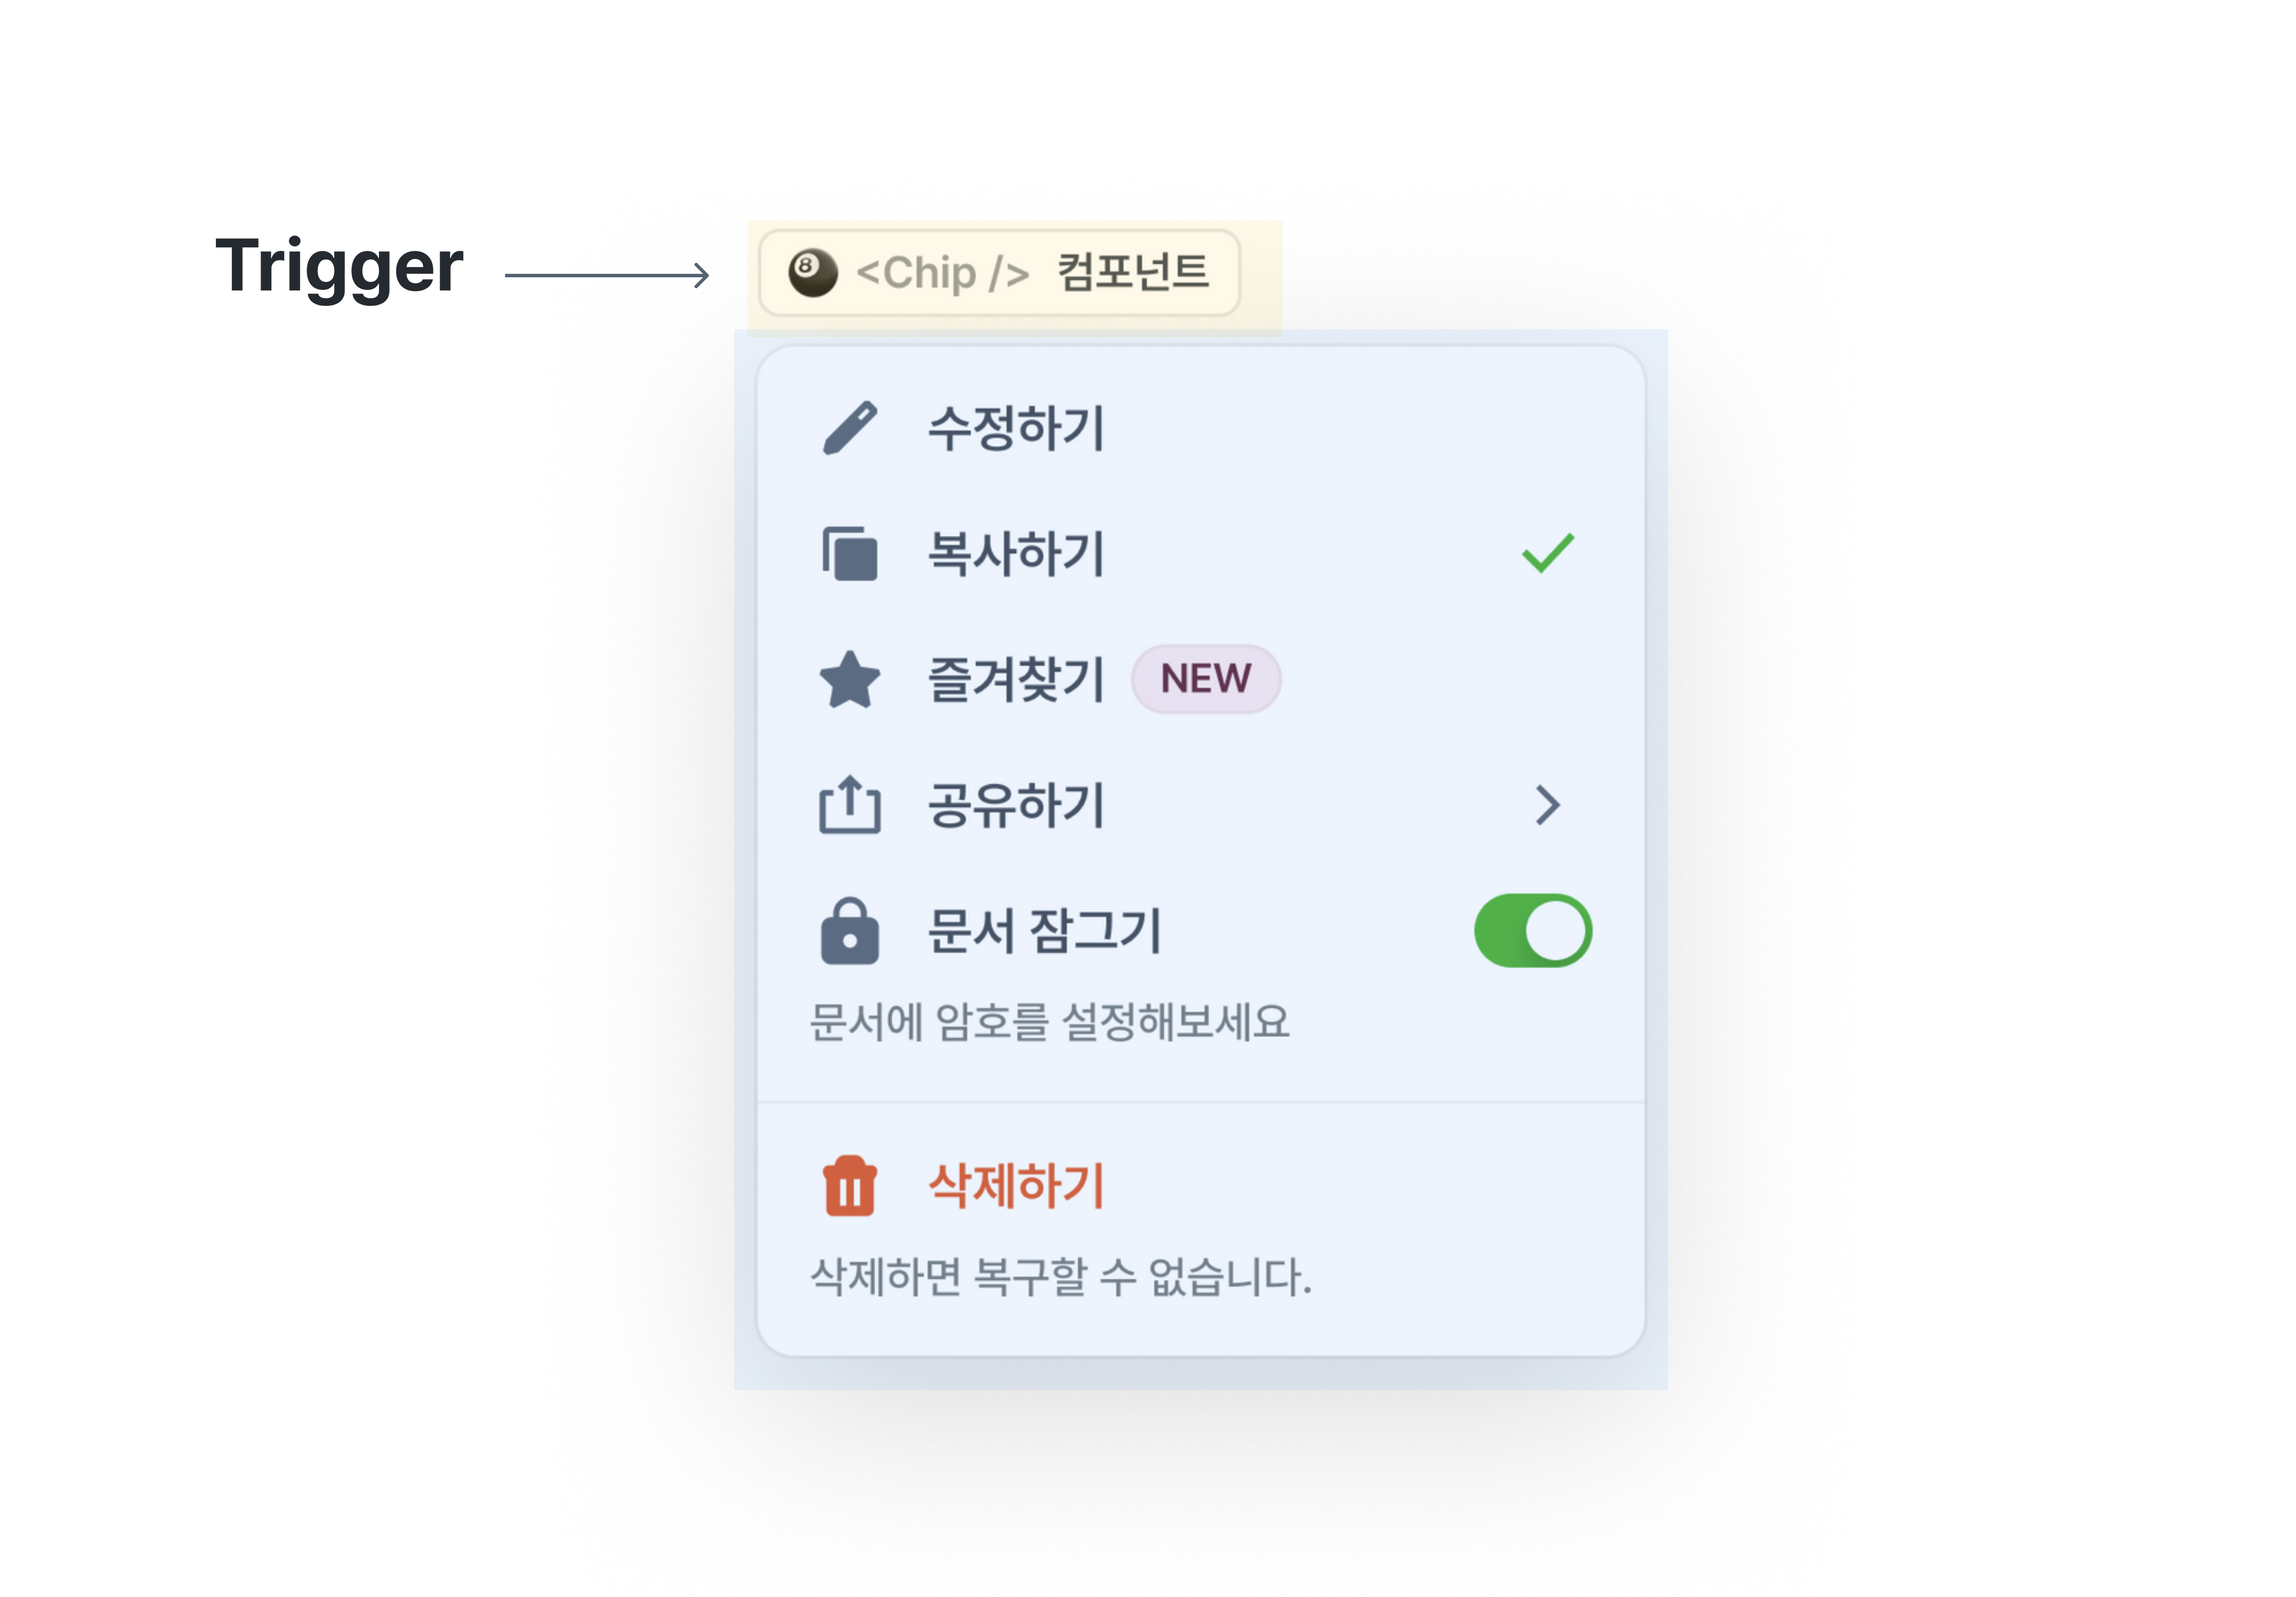 Trigger
8 <Chip /> 컴포넌트
수정하기
복사하기
즐겨찾기 NEW
공유하기
문서 잠그기
문서에 암호를 설정해보세요
삭제하기
삭제하면 복구할 수 없습니다.